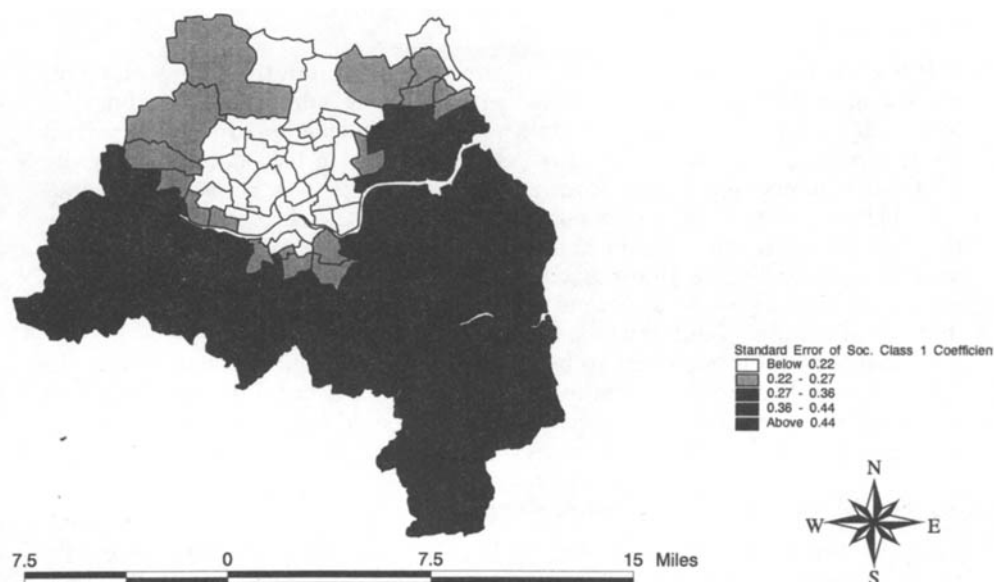 Standard Error of Soc. Class 1 Coefficien
Below 0.22
0.22 - 0.27
0.27 - 0.36
0.36 - 0.44
Above 0.44
N
W E
S
7.5 0 7.5 15 Miles